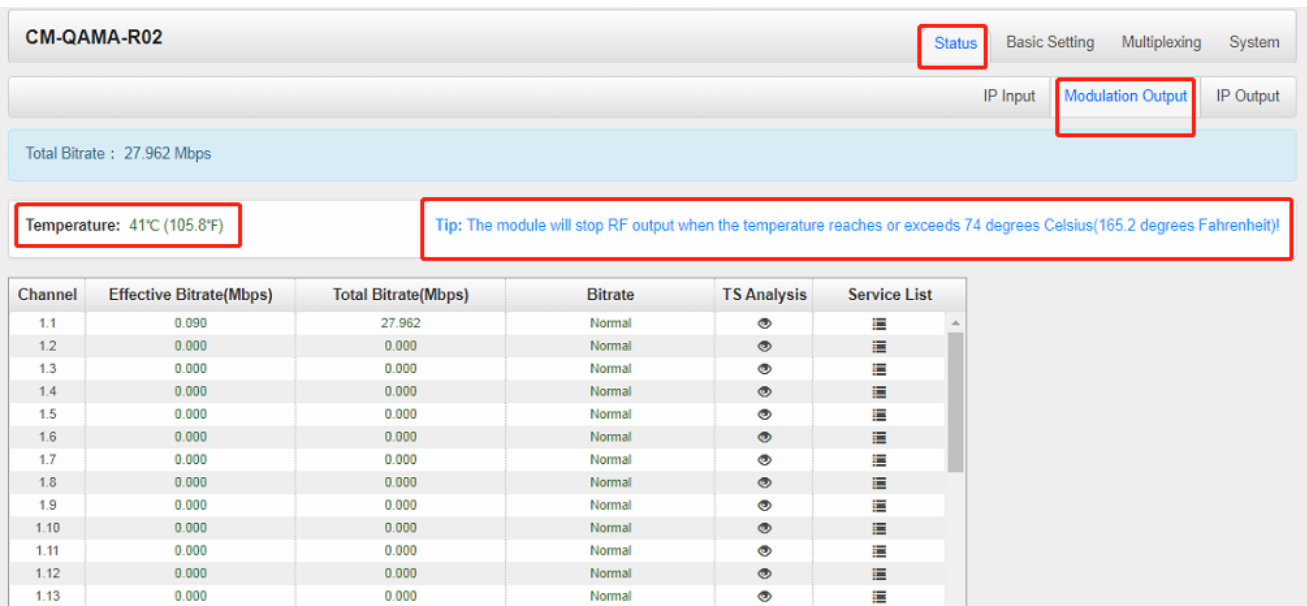 CM-QAMA-R02
Status Basic Setting Multiplexing System
IP Input Modulation Output IP Output
Total Bitrate : 27.962 Mbps
Temperature: 41℃ (105.8℉) Tip: The module will stop RF output when the temperature reaches or exceeds 74 degrees Celsius(165.2 degrees Fahrenheit)!
Channel Effective Bitrate(Mbps) Total Bitrate(Mbps) Bitrate TS Analysis Service List
1.1 0.090 27.962 Normal
1.2 0.000 0.000 Normal
1.3 0.000 0.000 Normal
1.4 0.000 0.000 Normal
1.5 0.000 0.000 Normal
1.6 0.000 0.000 Normal
1.7 0.000 0.000 Normal
1.8 0.000 0.000 Normal
1.9 0.000 0.000 Normal
1.10 0.000 0.000 Normal
1.11 0.000 0.000 Normal
1.12 0.000 0.000 Normal
1.13 0.000 0.000 Normal